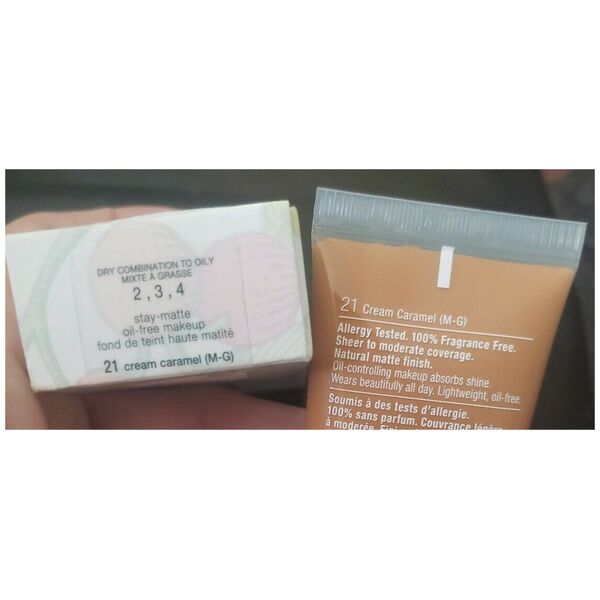 DRY COMBINATION TO OILY
MIXTE À GRASSE
2, 3, 4
stay-matte
oil-free makeup
fond de teint haute matité
21 cream caramel (M-G)
21 Cream Caramel (M-G)
Allergy Tested. 100% Fragrance Free.
Sheer to moderate coverage.
Natural matte finish.
Oil-controlling makeup absorbs shine.
Wears beautifully all day. Lightweight, oil-free.
Soumis à des tests d'allergie.
100% sans parfum. Couvrance légère
à modérée.